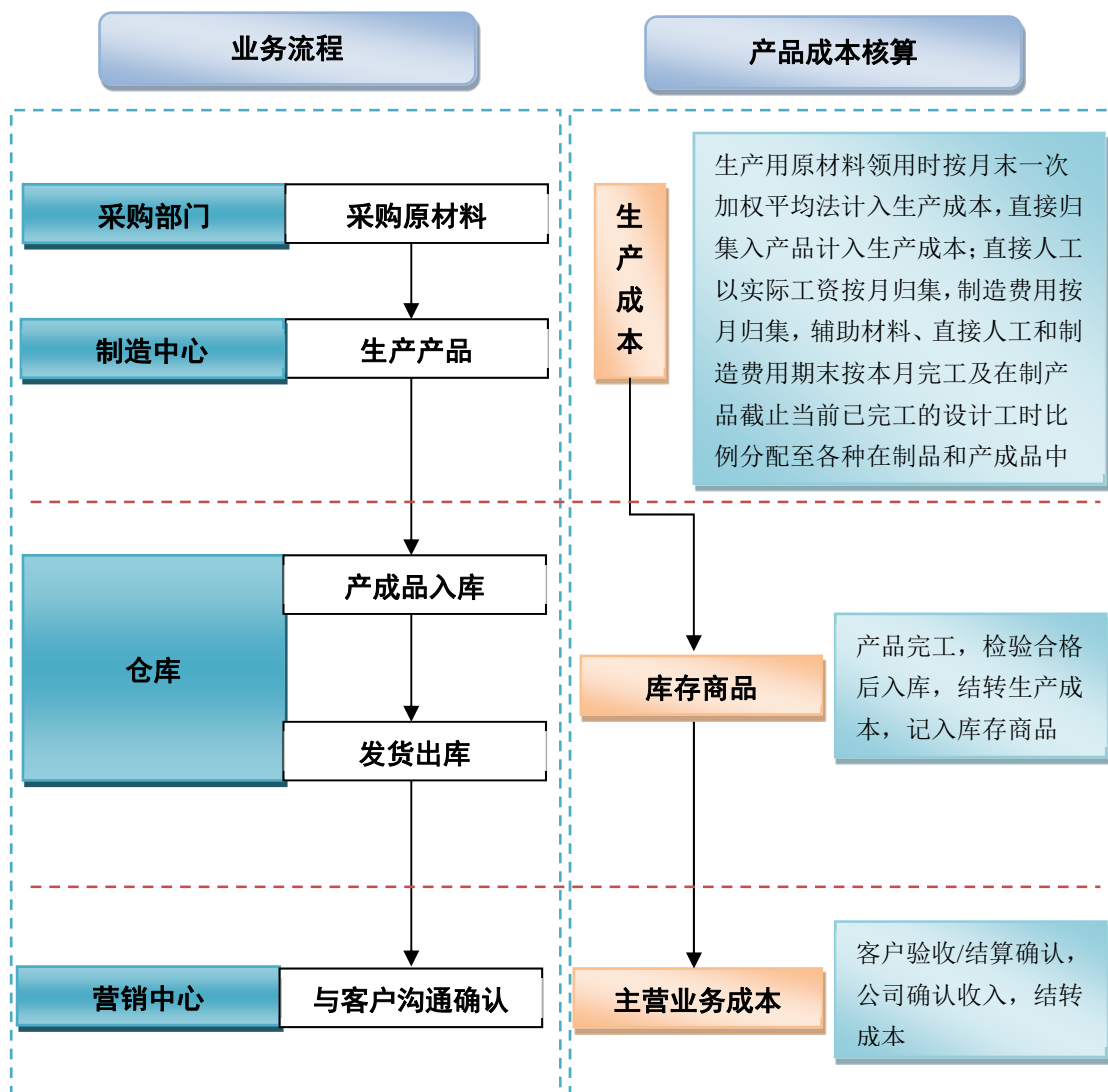 业务流程
产品成本核算
采购部门
采购原材料
制造中心
生产产品
生产成本
生产用原材料领用时按月末一次
加权平均法计入生产成本，直接归
集入产品计入生产成本；直接人工
以实际工资按月归集，制造费用按
月归集，辅助材料、直接人工和制
造费用期末按本月完工及在制产
品截止当前已完工的设计工时比
例分配至各种在制品和产成品中
仓库
产成品入库
发货出库
库存商品
产品完工，检验合格
后入库，结转生产成
本，记入库存商品
营销中心
与客户沟通确认
主营业务成本
客户验收/结算确认，
公司确认收入，结转
成本